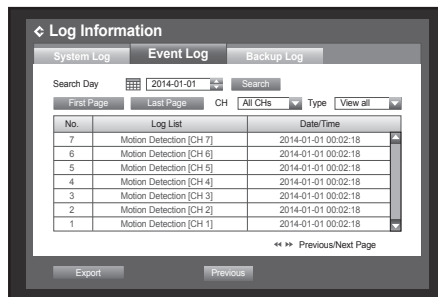 Log Information
System Log Event Log Backup Log
Search Day 2014-01-01 Search
First Page Last Page CH All CHs Type View all
No. Log List Date/Time
7 Motion Detection [CH 7] 2014-01-01 00:02:18
6 Motion Detection [CH 6] 2014-01-01 00:02:18
5 Motion Detection [CH 5] 2014-01-01 00:02:18
4 Motion Detection [CH 4] 2014-01-01 00:02:18
3 Motion Detection [CH 3] 2014-01-01 00:02:18
2 Motion Detection [CH 2] 2014-01-01 00:02:18
1 Motion Detection [CH 1] 2014-01-01 00:02:18
Previous/Next Page
Export Previous